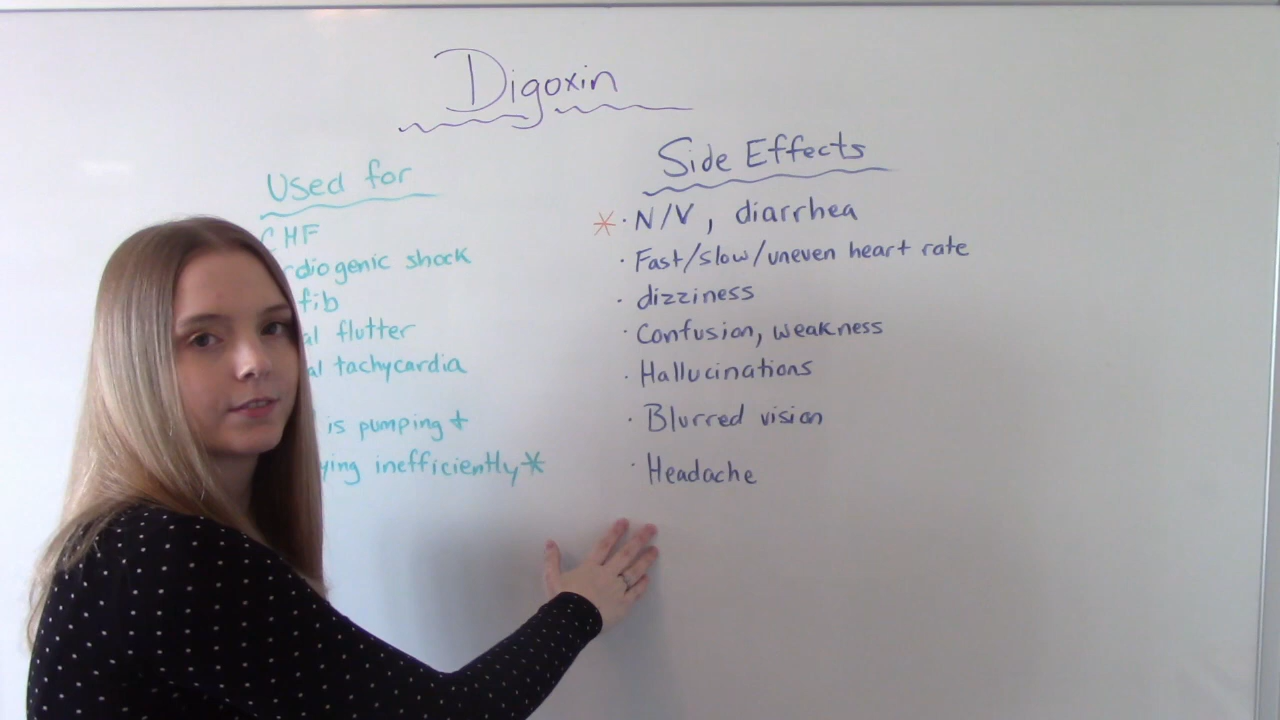 Digoxin
Used for
CHF
rdiogenic shock
fib
al flutter
al tachycardia
is pumping +
ying inefficiently*
Side Effects
* · N/V, diarrhea
· Fast/slow/uneven heart rate
· dizziness
· Confusion, weakness
· Hallucinations
· Blurred vision
· Headache